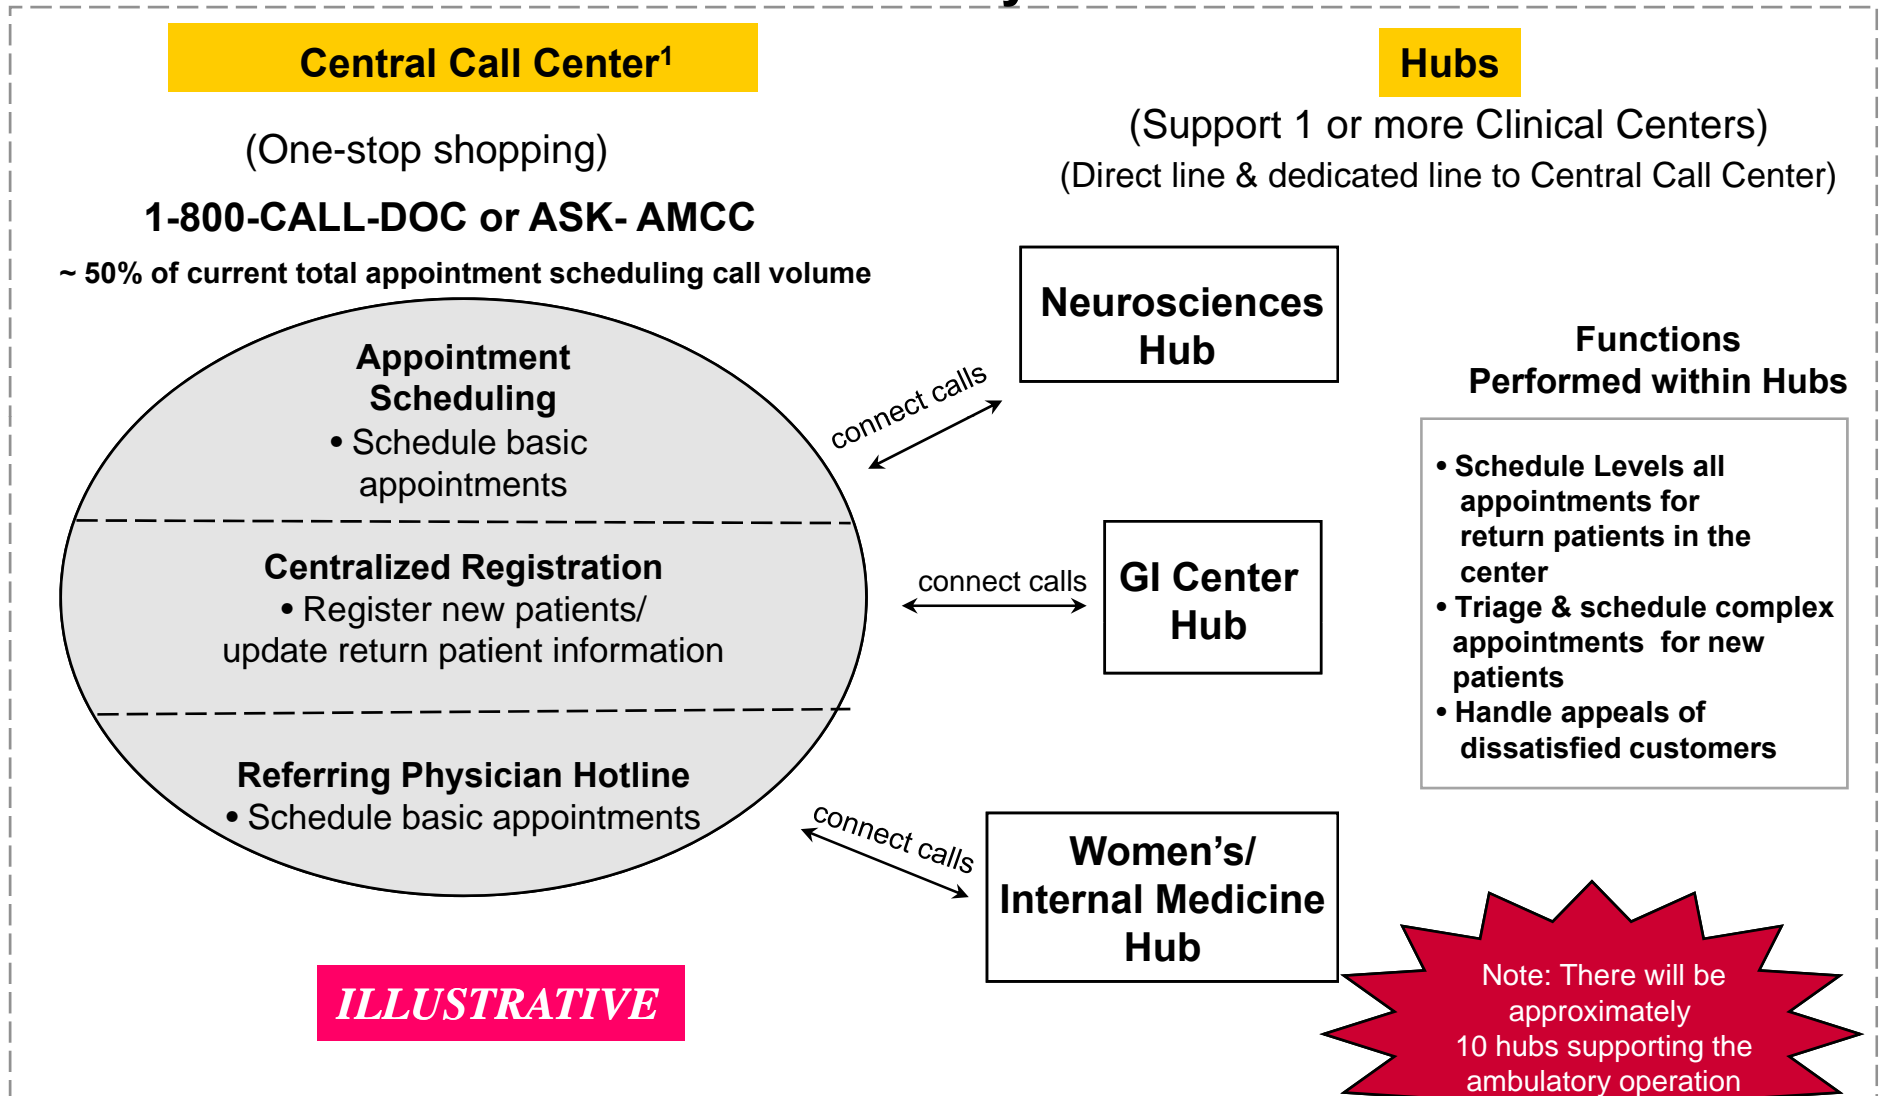 Central Call Center¹
(One-stop shopping)
1-800-CALL-DOC or ASK- AMCC
~ 50% of current total appointment scheduling call volume
Appointment
Scheduling
• Schedule basic
appointments
Centralized Registration
• Register new patients/
update return patient information
Referring Physician Hotline
• Schedule basic appointments
ILLUSTRATIVE
Hubs
(Support 1 or more Clinical Centers)
(Direct line & dedicated line to Central Call Center)
connect calls
Neurosciences
Hub
connect calls
GI Center
Hub
connect calls
Women’s/
Internal Medicine
Hub
Functions
Performed within Hubs
• Schedule Levels all
appointments for
return patients in the
center
• Triage & schedule complex
appointments  for new
patients
• Handle appeals of
dissatisfied customers
Note: There will be
approximately
10 hubs supporting the
ambulatory operation